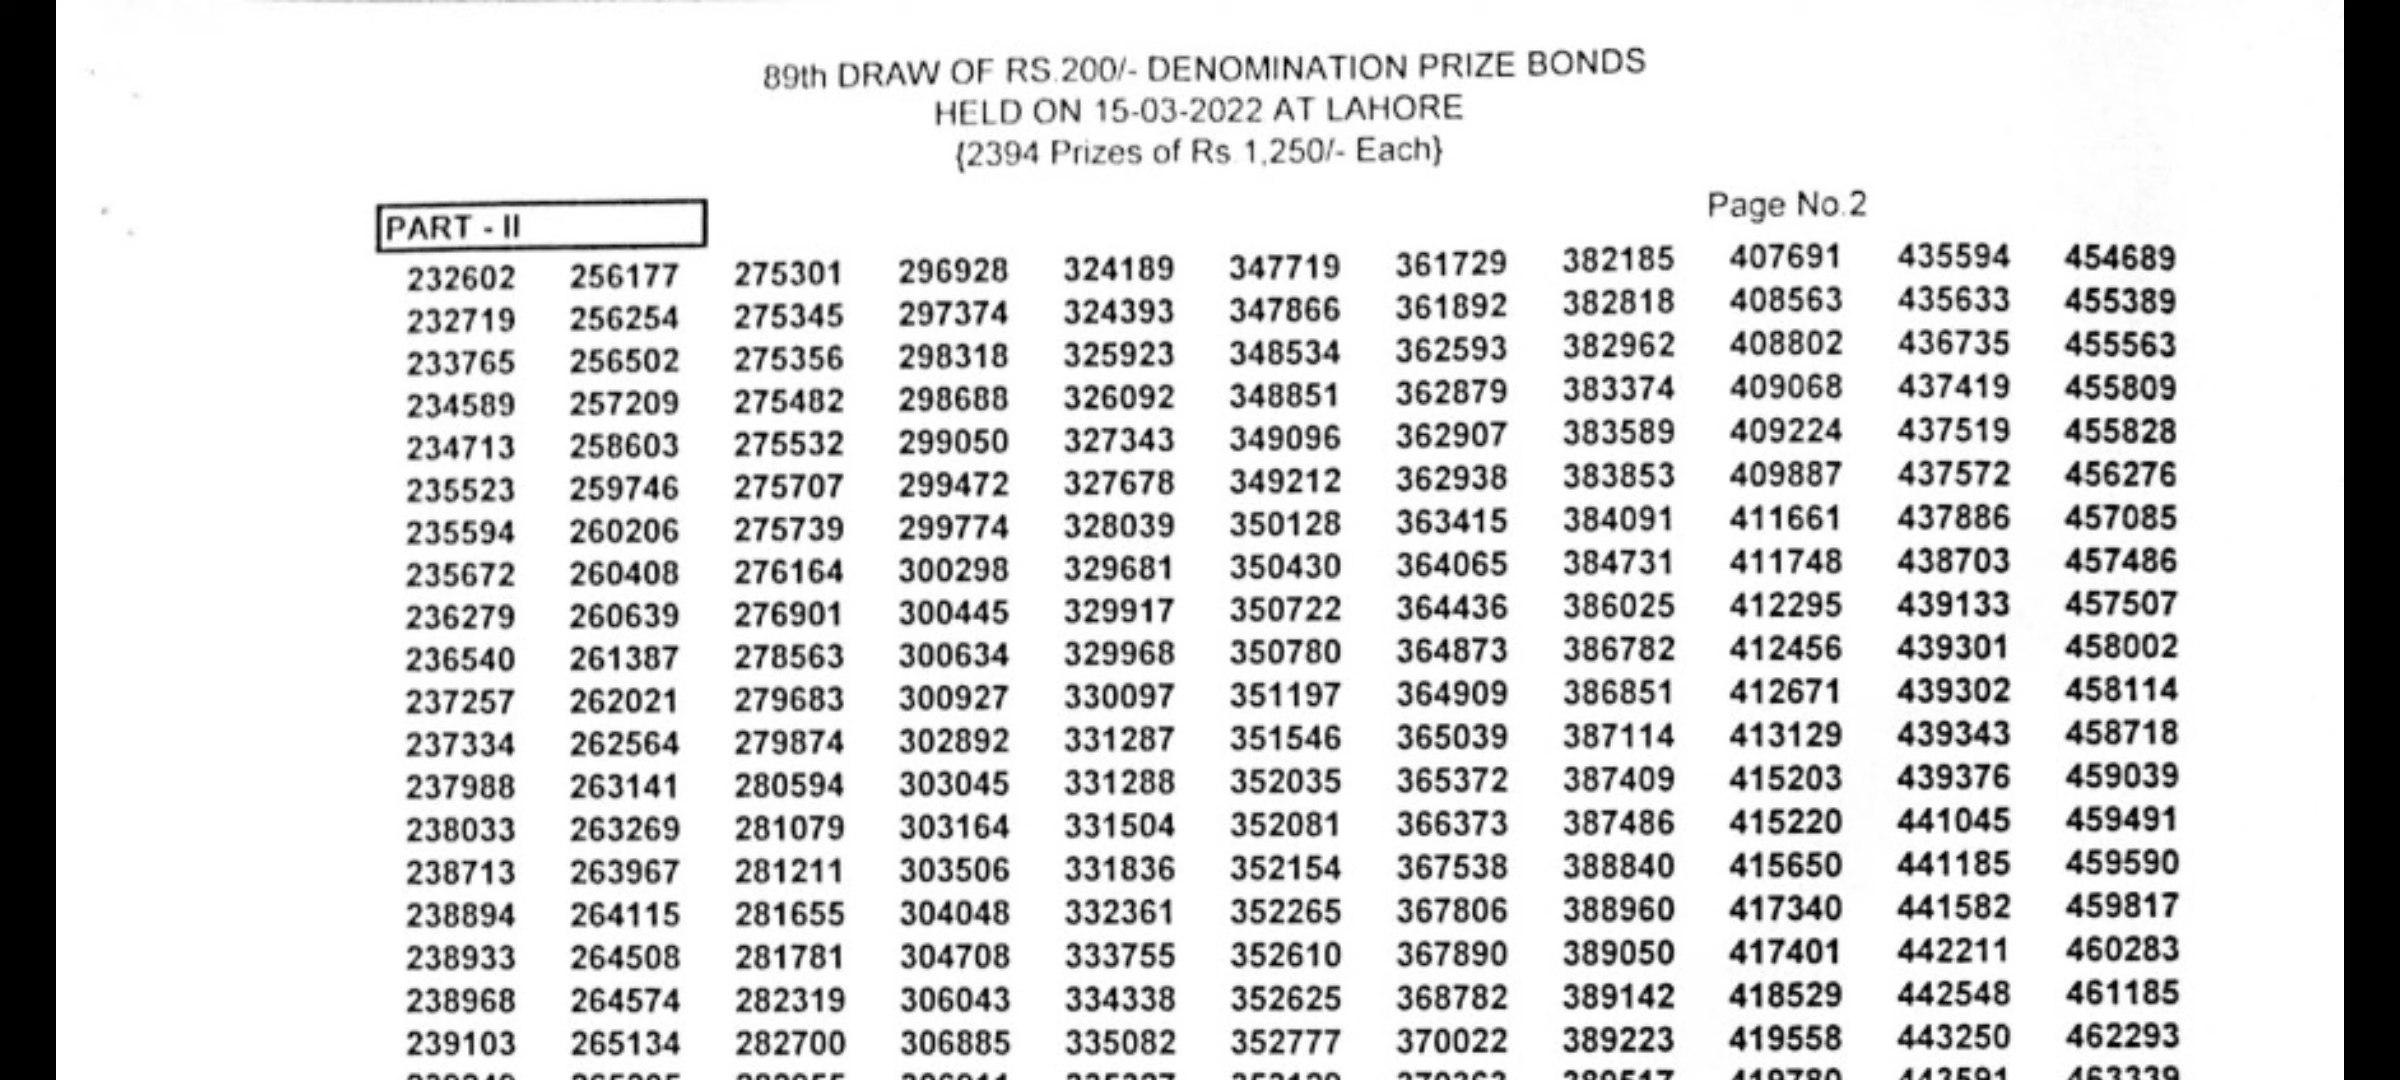 89th DRAW OF RS.200/- DENOMINATION PRIZE BONDS
HELD ON 15-03-2022 AT LAHORE
{2394 Prizes of Rs.1,250/- Each}
PART - II
Page No.2
232602 256177 275301 296928 324189 347719 361729 382185 407691 435594 454689
232719 256254 275345 297374 324393 347866 361892 382818 408563 435633 455389
233765 256502 275356 298318 325923 348534 362593 382962 408802 436735 455563
234589 257209 275482 298688 326092 348851 362879 383374 409068 437419 455809
234713 258603 275532 299050 327343 349096 362907 383589 409224 437519 455828
235523 259746 275707 299472 327678 349212 362938 383853 409887 437572 456276
235594 260206 275739 299774 328039 350128 363415 384091 411661 437886 457085
235672 260408 276164 300298 329681 350430 364065 384731 411748 438703 457486
236279 260639 276901 300445 329917 350722 364436 386025 412295 439133 457507
236540 261387 278563 300634 329968 350780 364873 386782 412456 439301 458002
237257 262021 279683 300927 330097 351197 364909 386851 412671 439302 458114
237334 262564 279874 302892 331287 351546 365039 387114 413129 439343 458718
237988 263141 280594 303045 331288 352035 365372 387409 415203 439376 459039
238033 263269 281079 303164 331504 352081 366373 387486 415220 441045 459491
238713 263967 281211 303506 331836 352154 367538 388840 415650 441185 459590
238894 264115 281655 304048 332361 352265 367806 388960 417340 441582 459817
238933 264508 281781 304708 333755 352610 367890 389050 417401 442211 460283
238968 264574 282319 306043 334338 352625 368782 389142 418529 442548 461185
239103 265134 282700 306885 335082 352777 370022 389223 419558 443250 462293